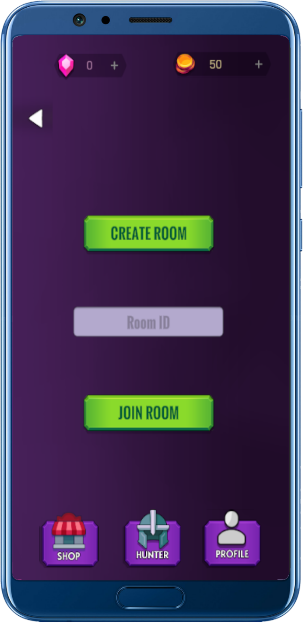 0 +
50 +
CREATE ROOM
Room ID
JOIN ROOM
SHOP
HUNTER
PROFILE